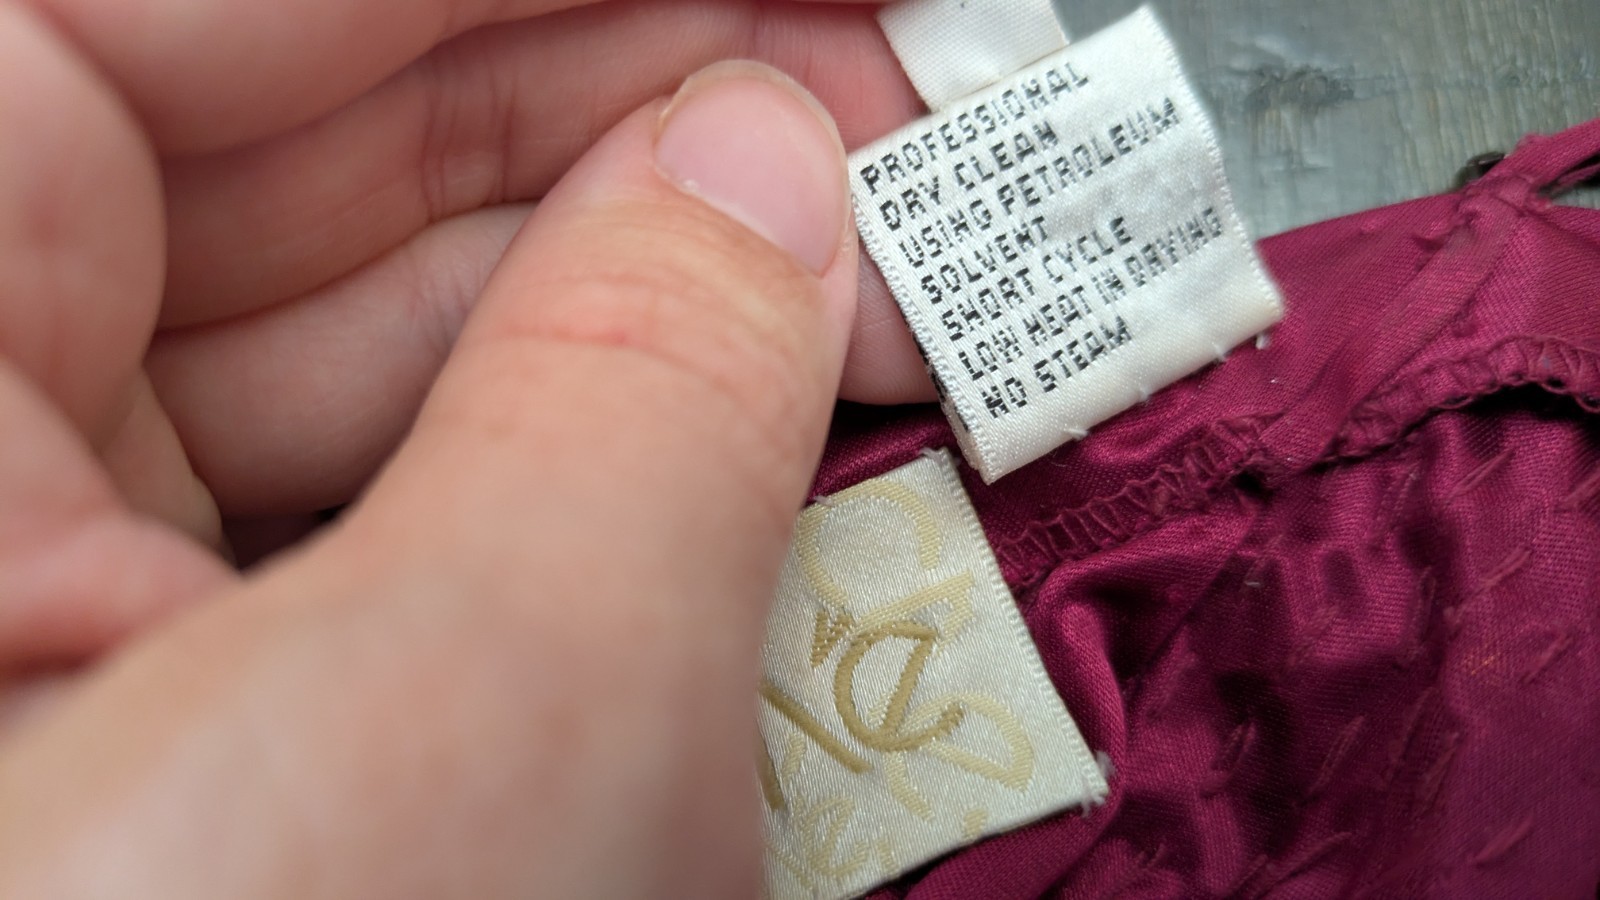 PROFESSIONAL
DRY CLEAN
USING PETROLEUM
SOLVENT
SHORT CYCLE
LOW HEAT IN DRYING
NO STEAM